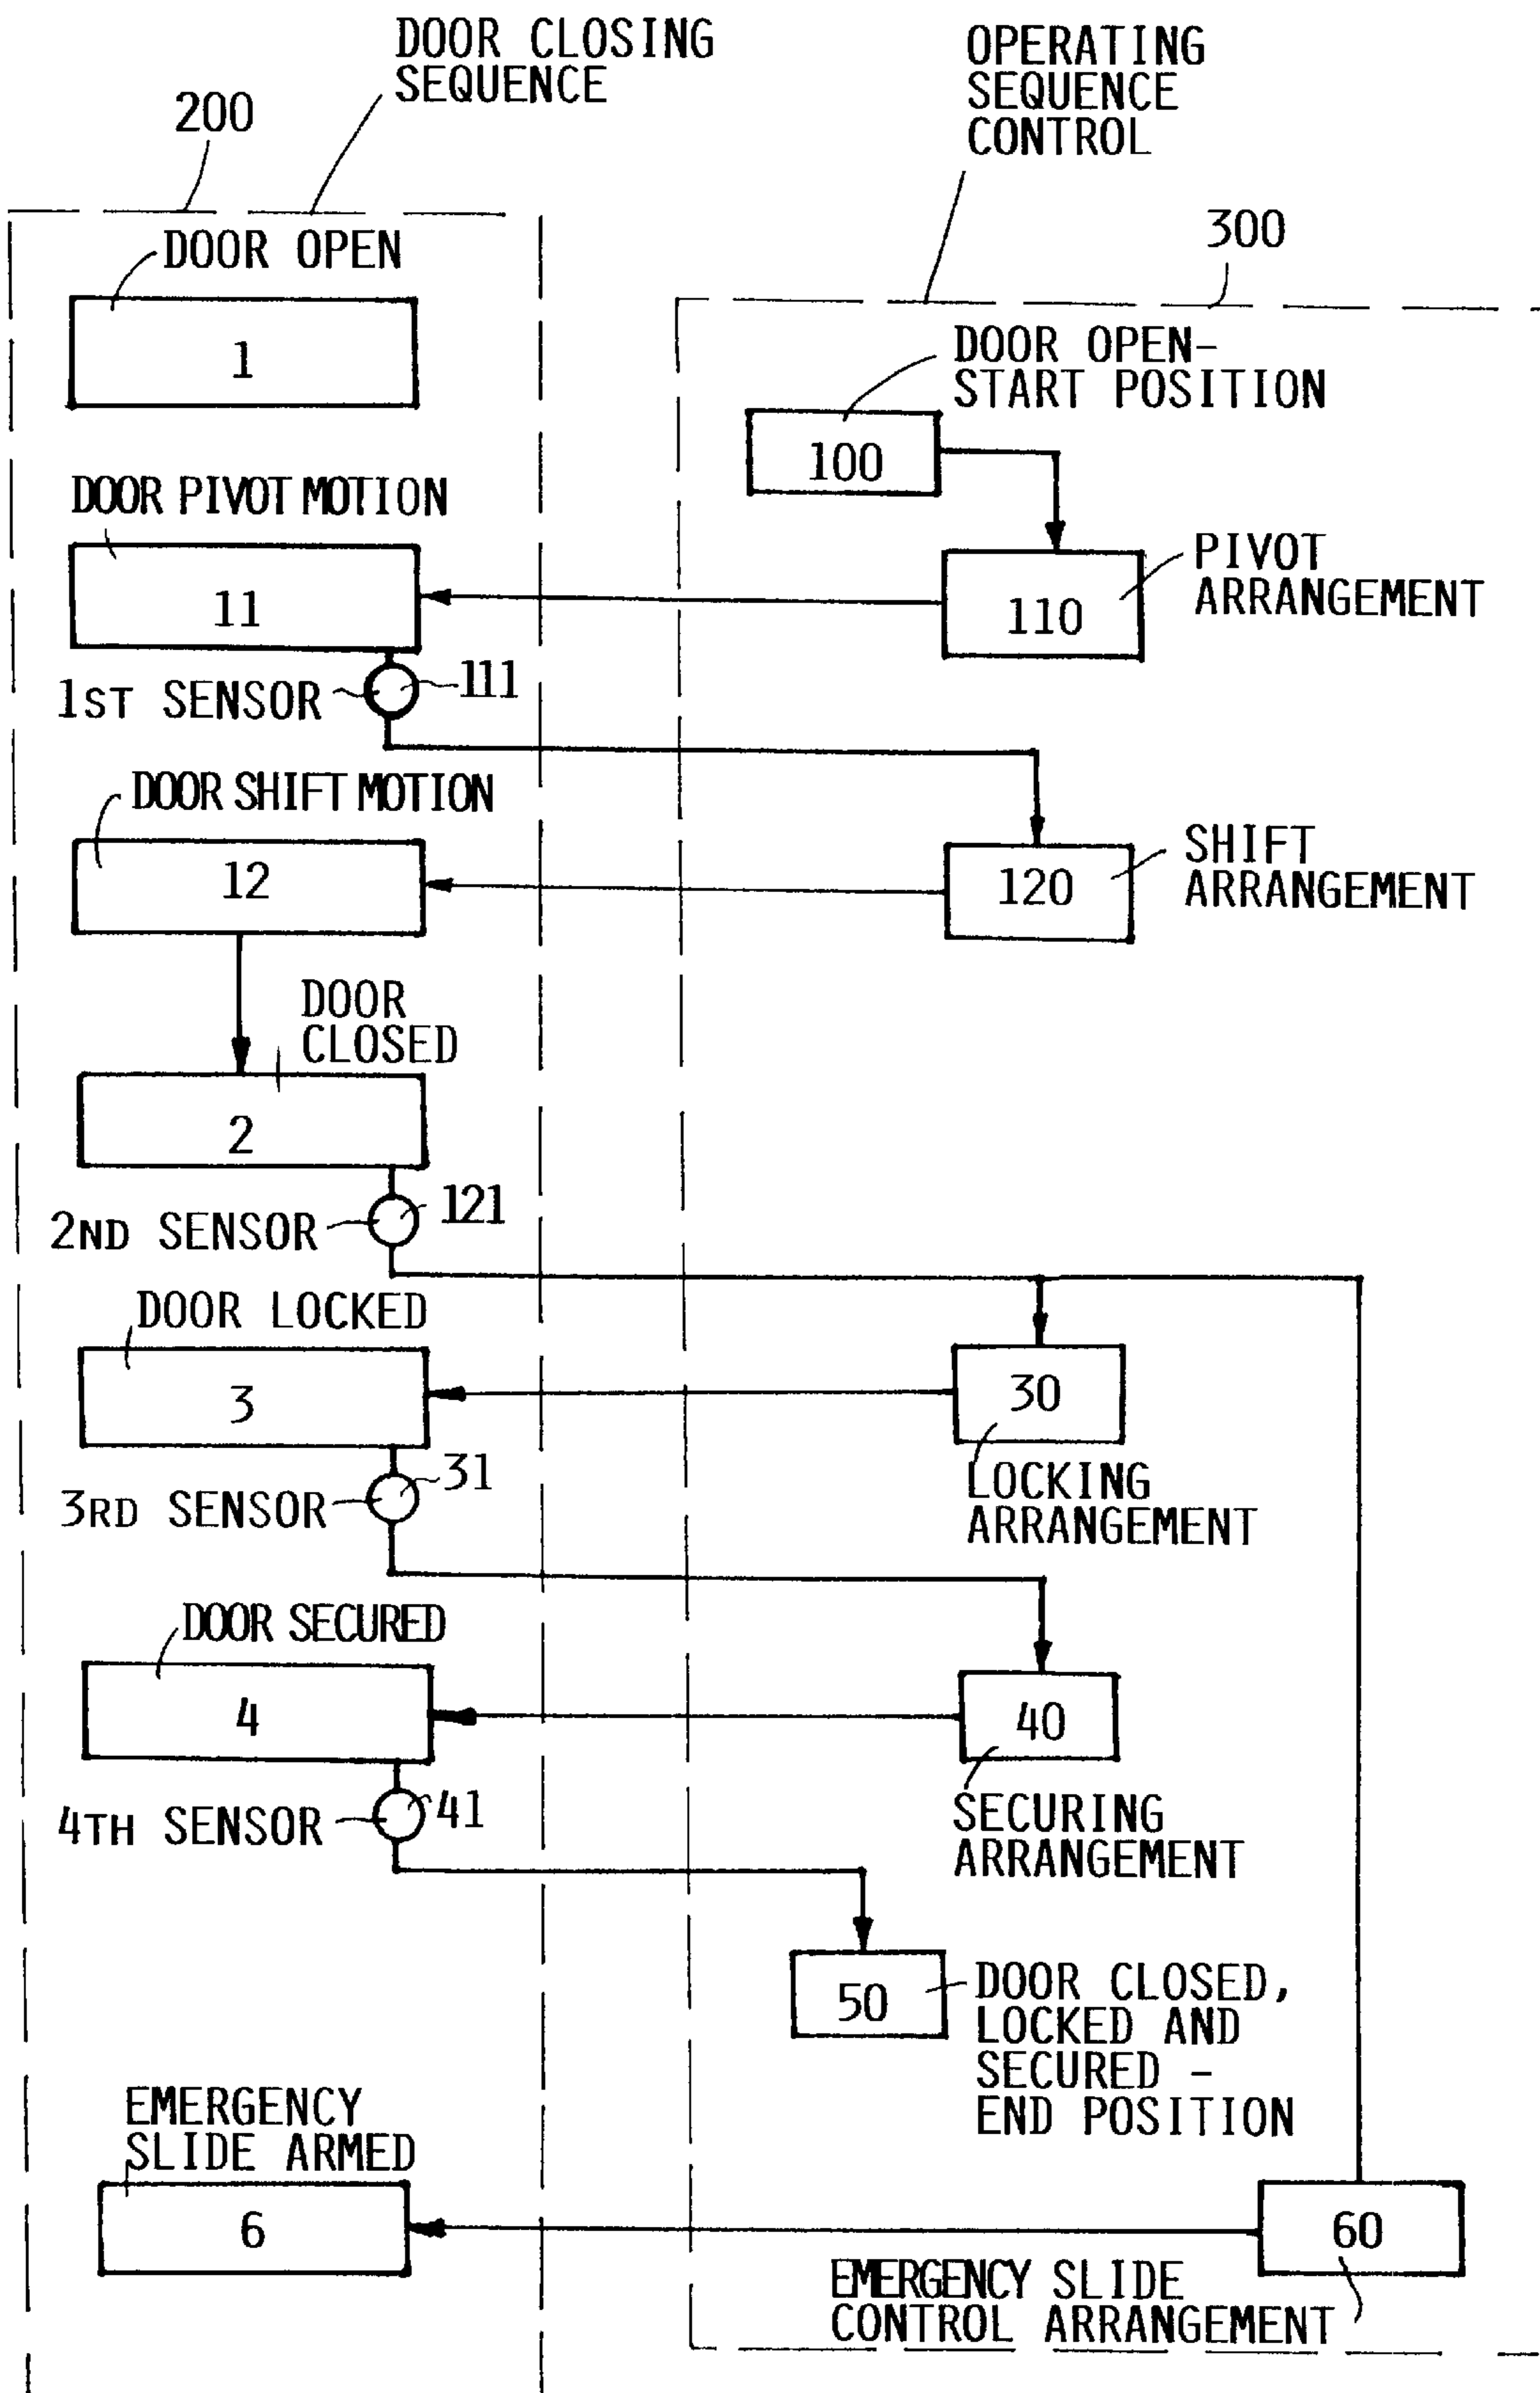 DOOR CLOSING
SEQUENCE
OPERATING
SEQUENCE
CONTROL
200
300
DOOR OPEN
1
DOOR OPEN-
START POSITION
100
DOOR PIVOT MOTION
11
PIVOT
ARRANGEMENT
110
1ST SENSOR
111
DOOR SHIFT MOTION
12
SHIFT
ARRANGEMENT
120
DOOR
CLOSED
2
2ND SENSOR
121
DOOR LOCKED
3
30
LOCKING
ARRANGEMENT
3RD SENSOR
31
DOOR SECURED
4
40
SECURING
ARRANGEMENT
4TH SENSOR
41
50
DOOR CLOSED,
LOCKED AND
SECURED -
END POSITION
EMERGENCY
SLIDE ARMED
6
60
EMERGENCY SLIDE
CONTROL ARRANGEMENT